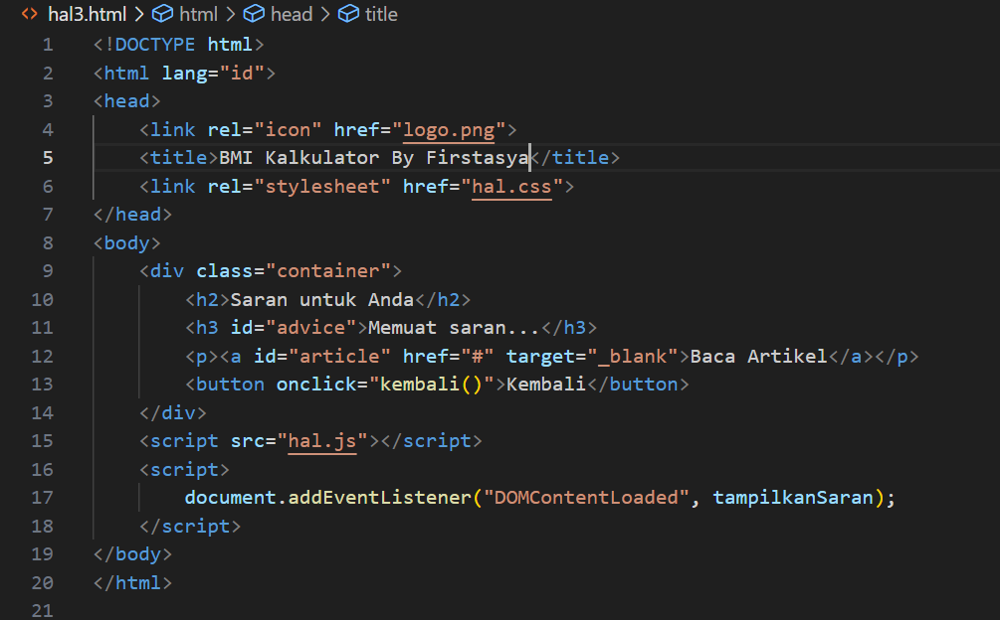 hal3.html > html > head > title
1 <!DOCTYPE html>
2 <html lang="id">
3 <head>
4     <link rel="icon" href="logo.png">
5     <title>BMI Kalkulator By Firstasya</title>
6     <link rel="stylesheet" href="hal.css">
7 </head>
8 <body>
9     <div class="container">
10         <h2>Saran untuk Anda</h2>
11         <h3 id="advice">Memuat saran...</h3>
12         <p><a id="article" href="#" target="_blank">Baca Artikel</a></p>
13         <button onclick="kembali()">Kembali</button>
14     </div>
15     <script src="hal.js"></script>
16     <script>
17         document.addEventListener("DOMContentLoaded", tampilkanSaran);
18     </script>
19 </body>
20 </html>
21